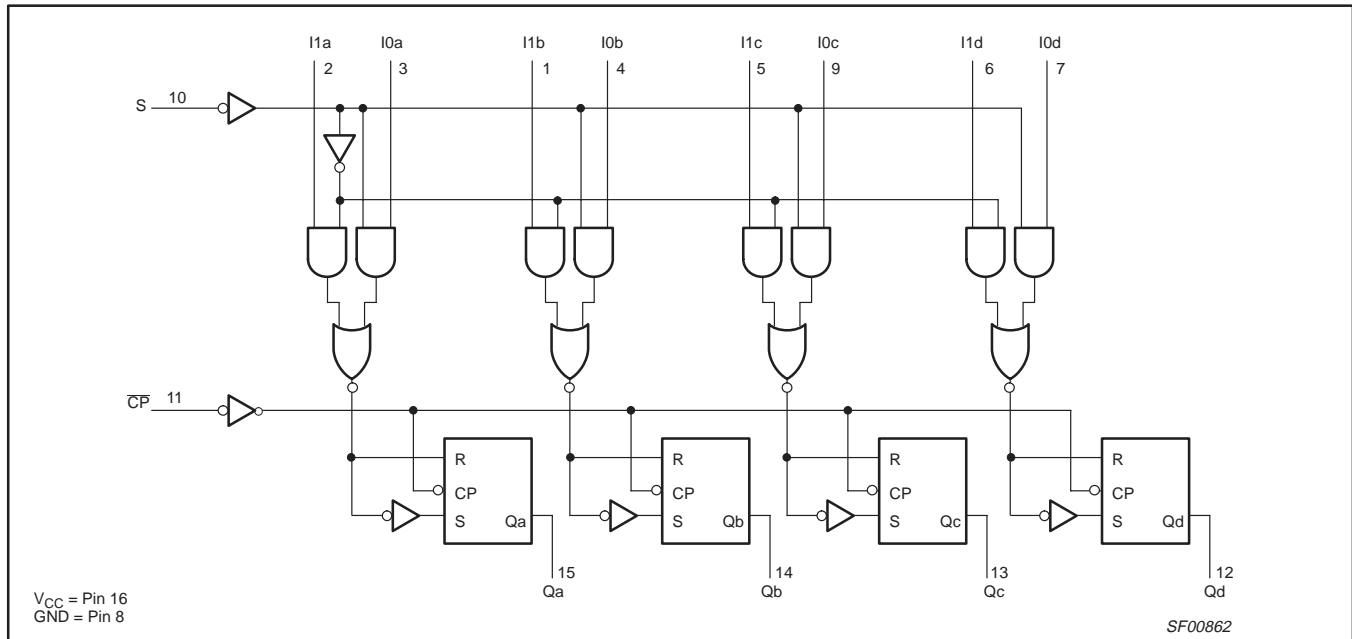 I1a I0a I1b I0b I1c I0c I1d I0d
2 3 1 4 5 9 6 7
S 10
C̅P̅ 11
R R R R
CP CP CP CP
S Qa S Qb S Qc S Qd
15 14 13 12
Qa Qb Qc Qd
VCC = Pin 16
GND = Pin 8
SF00862